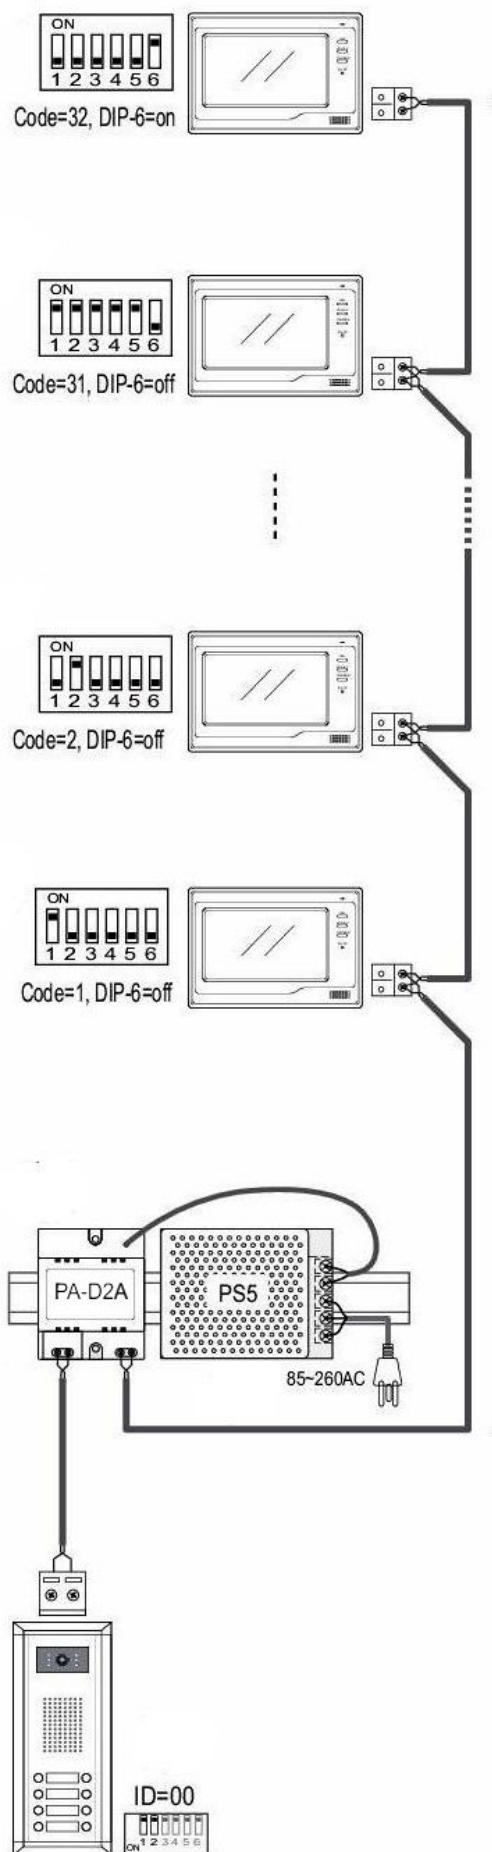 ON
1 2 3 4 5 6
Code=32, DIP-6=on
ON
1 2 3 4 5 6
Code=31, DIP-6=off
ON
1 2 3 4 5 6
Code=2, DIP-6=off
ON
1 2 3 4 5 6
Code=1, DIP-6=off
PA-D2A
PS5
85~260AC
ID=00
1 2 3 4 5 6
ON